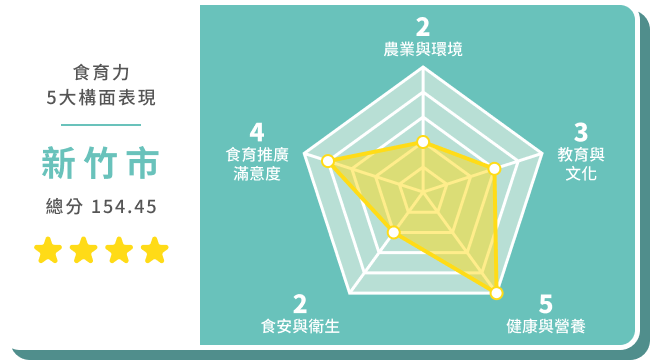 食育力
5大構面表現
新竹市
總分 154.45
2
農業與環境
3
教育與
文化
5
健康與營養
2
食安與衛生
4
食育推廣
滿意度